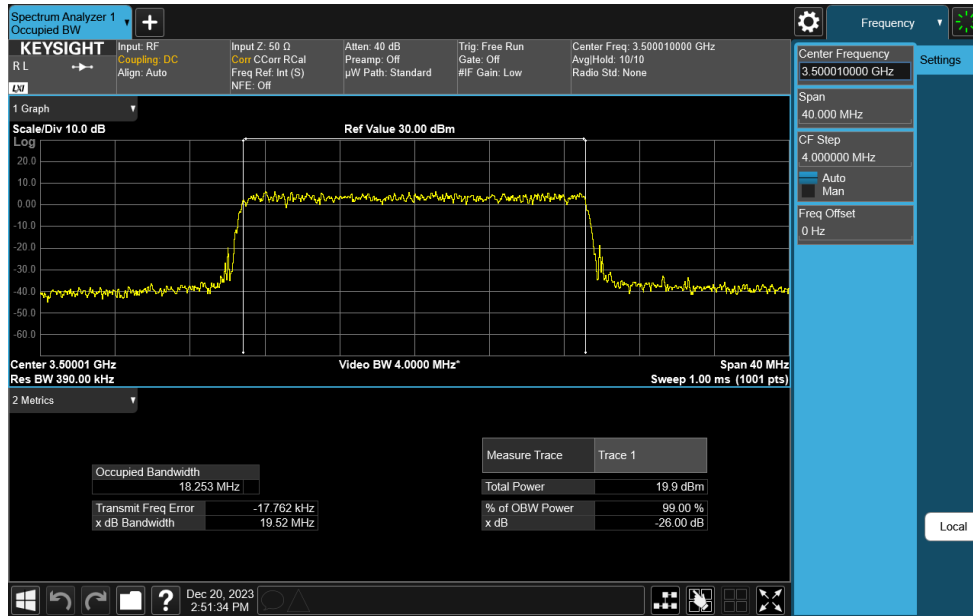 Spectrum Analyzer 1
Occupied BW
Frequency
KEYSIGHT
R L
LXI
Input: RF
Coupling: DC
Align: Auto
Input Z: 50 Ω
Corr CCorr RCal
Freq Ref: Int (S)
NFE: Off
Atten: 40 dB
Preamp: Off
µW Path: Standard
Trig: Free Run
Gate: Off
#IF Gain: Low
Center Freq: 3.500010000 GHz
Avg|Hold: 10/10
Radio Std: None
Center Frequency
3.500010000 GHz
Settings
Span
40.000 MHz
CF Step
4.000000 MHz
Auto
Man
Freq Offset
0 Hz
Local
1 Graph
Scale/Div 10.0 dB
Ref Value 30.00 dBm
Log
20.0
10.0
0.00
-10.0
-20.0
-30.0
-40.0
-50.0
-60.0
Center 3.50001 GHz
Video BW 4.0000 MHz*
Span 40 MHz
Res BW 390.00 kHz
Sweep 1.00 ms (1001 pts)
2 Metrics
Measure Trace Trace 1
Occupied Bandwidth
18.253 MHz
Total Power 19.9 dBm
Transmit Freq Error -17.762 kHz
% of OBW Power 99.00 %
x dB Bandwidth 19.52 MHz
x dB -26.00 dB
?
Dec 20, 2023
2:51:34 PM